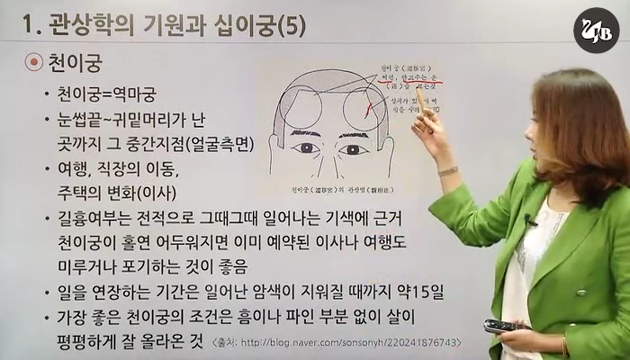 1. 관상학의 기원과 십이궁(5)
천이궁
• 천이궁=역마궁
• 눈썹끝~귀밑머리가 난
곳까지 그 중간지점(얼굴측면)
• 여행, 직장의 이동,
주택의 변화(이사)
• 길흉여부는 전적으로 그때그때 일어나는 기색에 근거
천이궁이 홀연 어두워지면 이미 예약된 이사나 여행도
미루거나 포기하는 것이 좋음
• 일을 연장하는 기간은 일어난 암색이 지워질 때까지 약15일
• 가장 좋은 천이궁의 조건은 흠이나 파인 부분 없이 살이
평평하게 잘 올라온 것 <출처: http://blog.naver.com/sonsonyh/220241876743>
천이궁(遷移宮)
천이궁(遷移宮)의 관상법
B